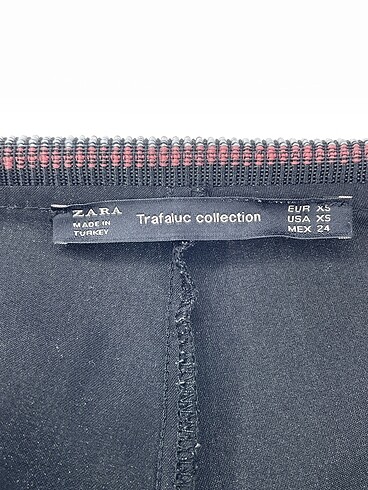 ZARA
MADE IN
TURKEY
Trafaluc collection
EUR XS
USA XS
MEX 24